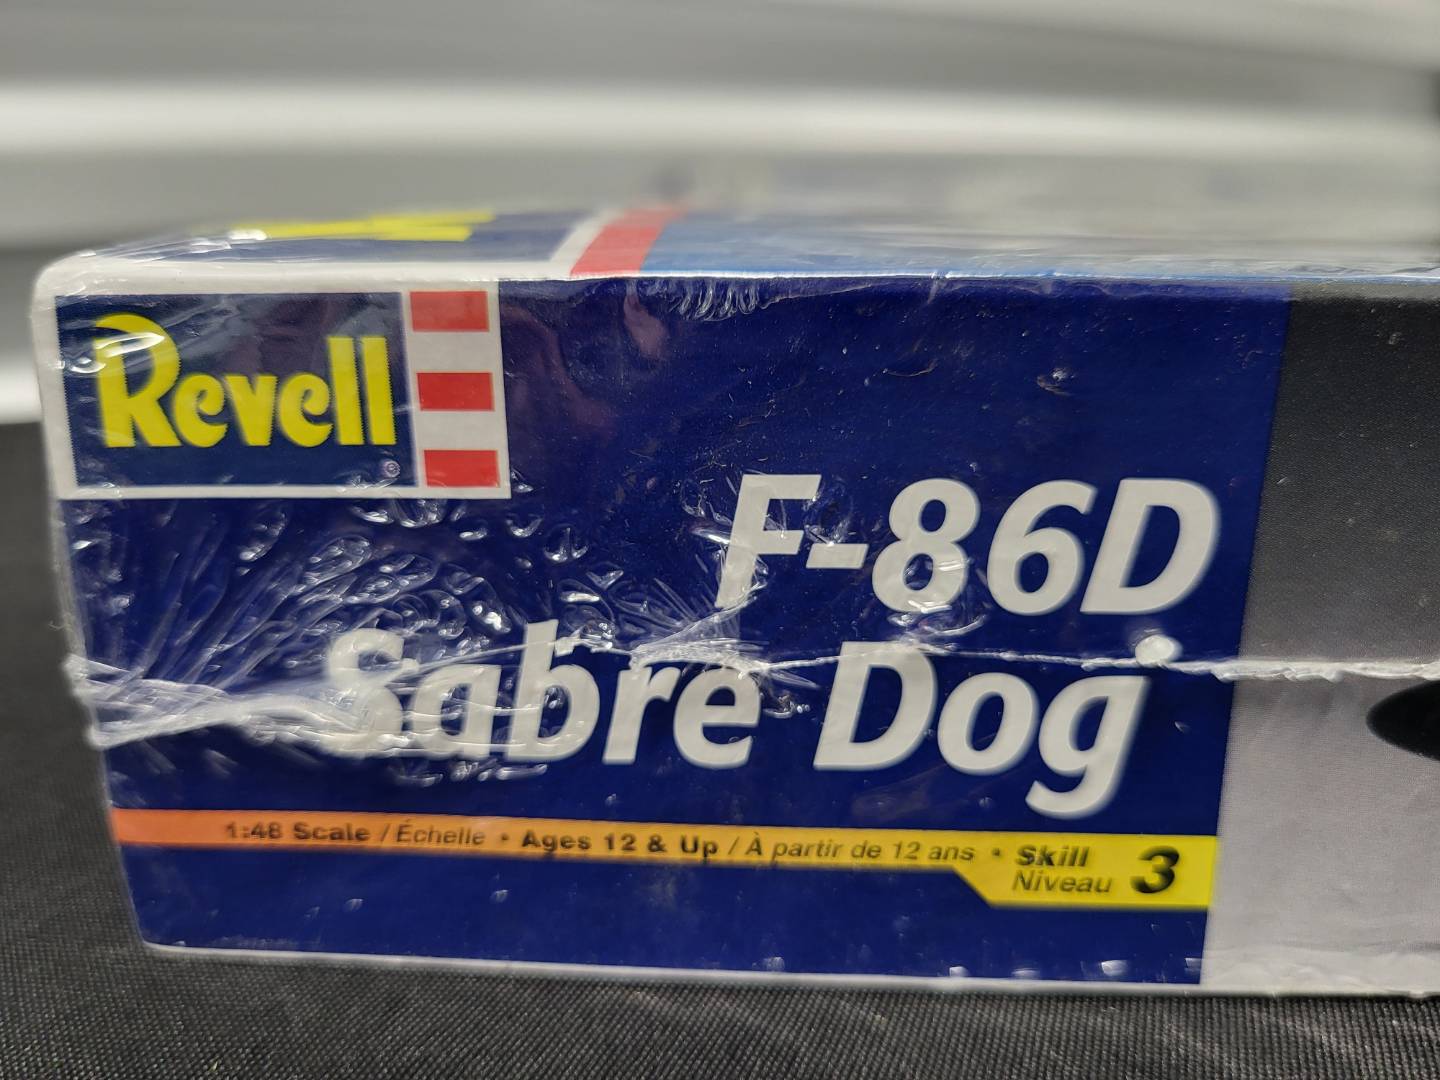 Revell
F-86D
Sabre Dog
1:48 Scale / Échelle • Ages 12 & Up / À partir de 12 ans • Skill 3
Niveau